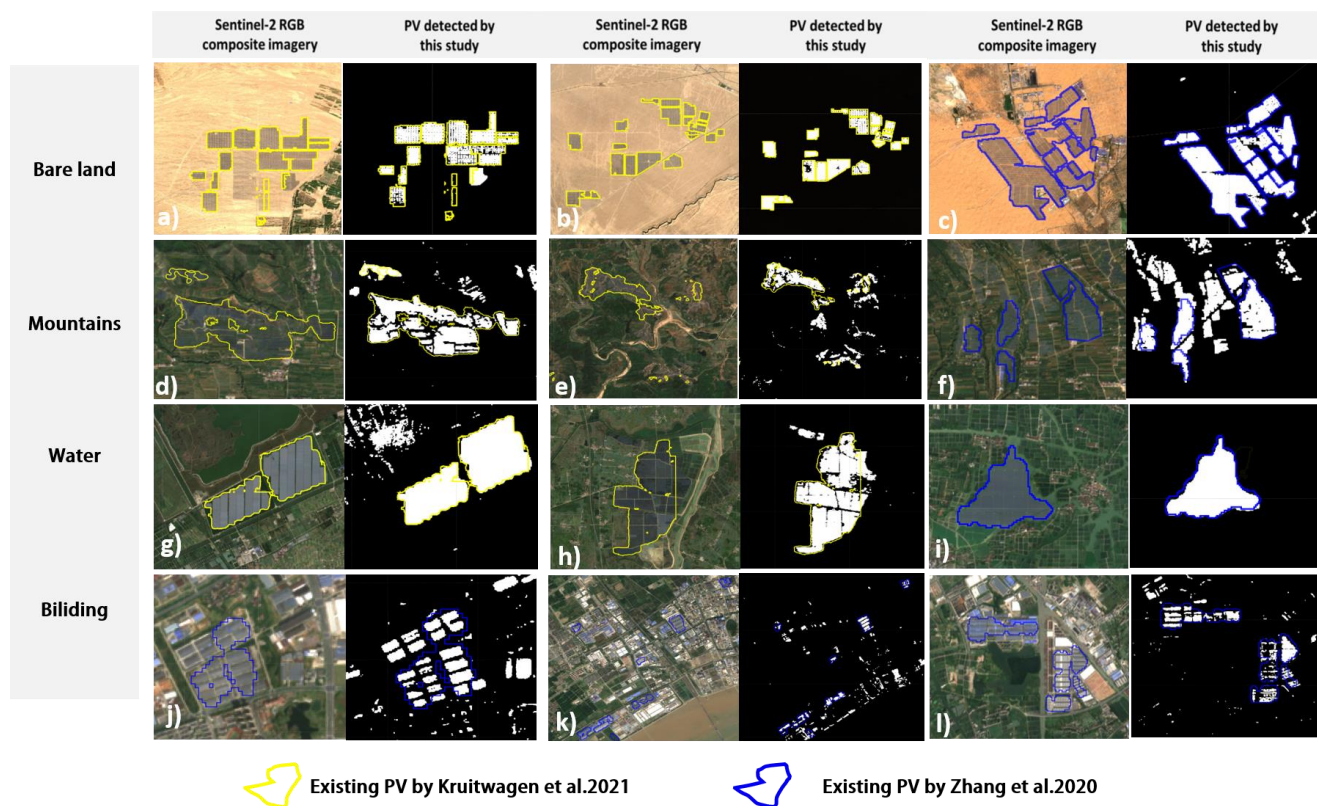 Sentinel-2 RGB
composite imagery
PV detected by
this study
Sentinel-2 RGB
composite imagery
PV detected by
this study
Sentinel-2 RGB
composite imagery
PV detected by
this study
Bare land
a)
b)
c)
Mountains
d)
e)
f)
Water
g)
h)
i)
Biliding
j)
k)
l)
Existing PV by Kruitwagen et al.2021
Existing PV by Zhang et al.2020